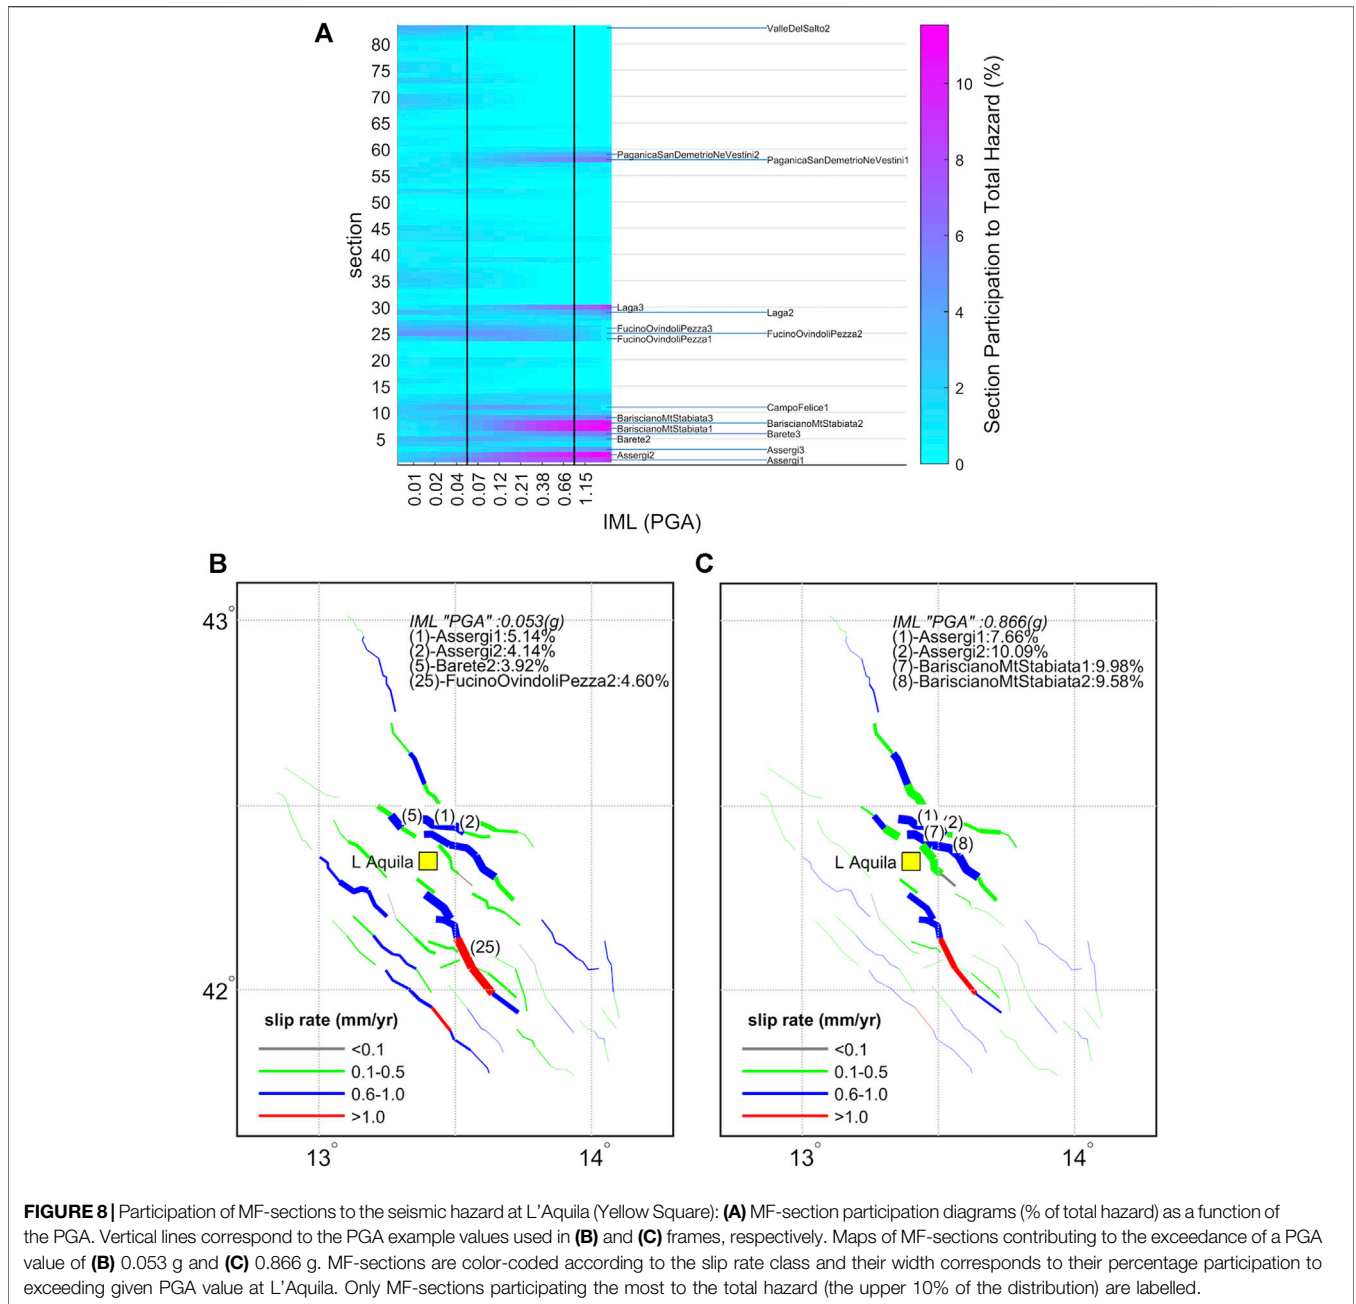 A
80
75
70
65
60
55
50
45
40
35
30
25
20
15
10
5
section
0.01
0.02
0.04
0.07
0.12
0.21
0.38
0.66
1.15
IML (PGA)
ValleDelSalto2
PaganicaSanDemetrioNeVestini2
PaganicaSanDemetrioNeVestini1
Laga3
Laga2
FucinoOvindoliPezza3
FucinoOvindoliPezza2
FucinoOvindoliPezza1
CampoFelice1
BariscianoMtStabiata3
BariscianoMtStabiata2
BariscianoMtStabiata1
Barete3
Barete2
Assergi3
Assergi2
Assergi1
10
8
6
4
2
0
Section Participation to Total Hazard (%)
B
43°
42°
IML "PGA" :0.053(g)
(1)-Assergi1:5.14%
(2)-Assergi2:4.14%
(5)-Barete2:3.92%
(25)-FucinoOvindoliPezza2:4.60%
(5)
(1)
(2)
L Aquila
(25)
slip rate (mm/yr)
<0.1
0.1-0.5
0.6-1.0
>1.0
13°
14°
C
IML "PGA" :0.866(g)
(1)-Assergi1:7.66%
(2)-Assergi2:10.09%
(7)-BariscianoMtStabiata1:9.98%
(8)-BariscianoMtStabiata2:9.58%
(1)
(2)
(7)
(8)
L Aquila
slip rate (mm/yr)
<0.1
0.1-0.5
0.6-1.0
>1.0
13°
14°
FIGURE 8 | Participation of MF-sections to the seismic hazard at L'Aquila (Yellow Square): (A) MF-section participation diagrams (% of total hazard) as a function of
the PGA. Vertical lines correspond to the PGA example values used in (B) and (C) frames, respectively. Maps of MF-sections contributing to the exceedance of a PGA
value of (B) 0.053 g and (C) 0.866 g. MF-sections are color-coded according to the slip rate class and their width corresponds to their percentage participation to
exceeding given PGA value at L'Aquila. Only MF-sections participating the most to the total hazard (the upper 10% of the distribution) are labelled.